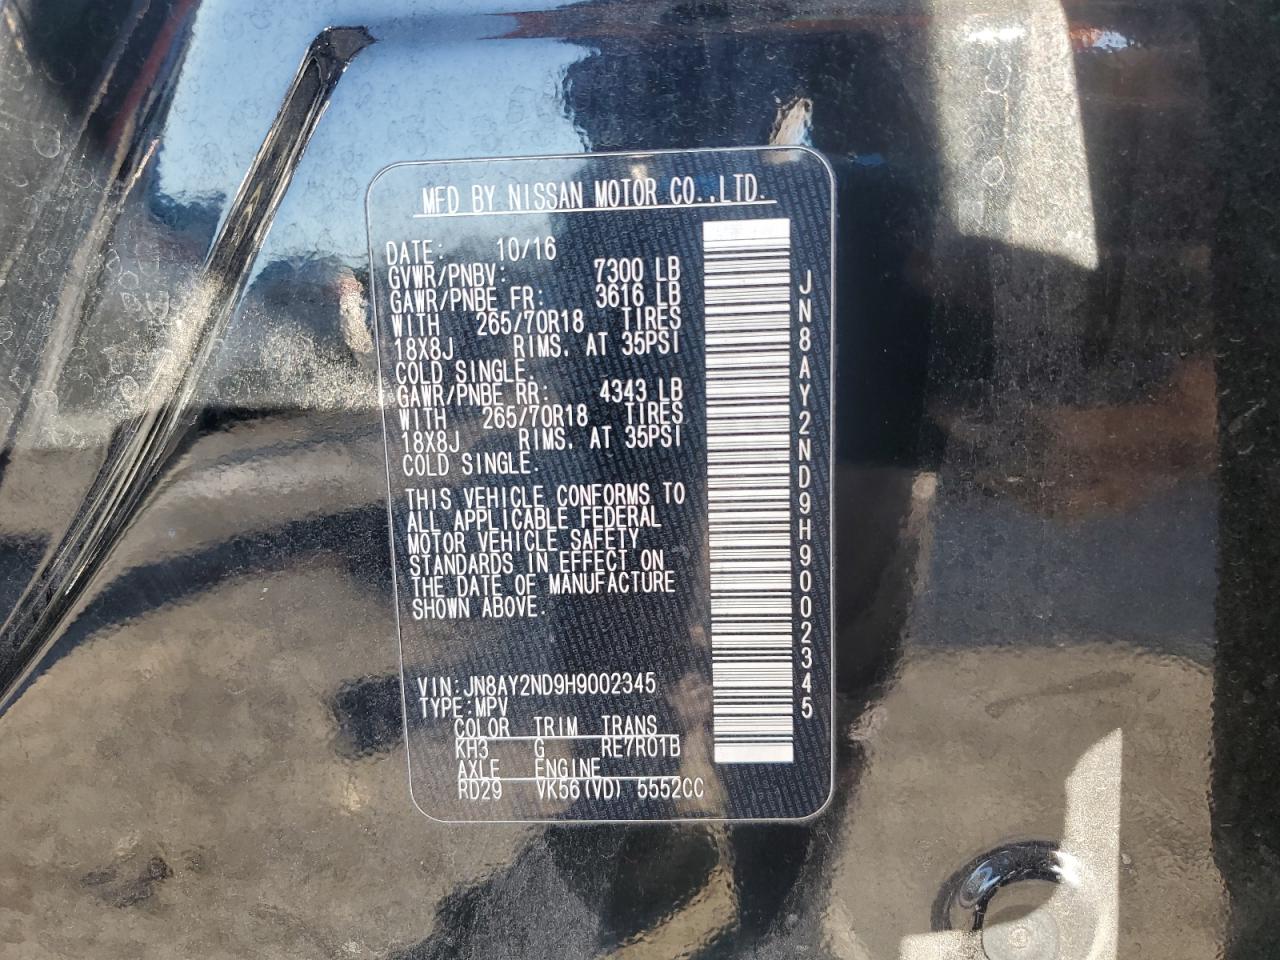 MFD BY NISSAN MOTOR CO.,LTD.
DATE: 10/16
GVWR/PNBV: 7300 LB
GAWR/PNBE FR: 3616 LB
WITH 265/70R18 TIRES
18X8J RIMS. AT 35PSI
COLD SINGLE.
GAWR/PNBE RR: 4343 LB
WITH 265/70R18 TIRES
18X8J RIMS. AT 35PSI
COLD SINGLE.
THIS VEHICLE CONFORMS TO
ALL APPLICABLE FEDERAL
MOTOR VEHICLE SAFETY
STANDARDS IN EFFECT ON
THE DATE OF MANUFACTURE
SHOWN ABOVE.
VIN:JN8AY2ND9H9002345
TYPE:MPV
COLOR TRIM TRANS
KH3 G RE7R01B
AXLE ENGINE
RD29 VK56(VD) 5552CC
JN8AY2ND9H9002345